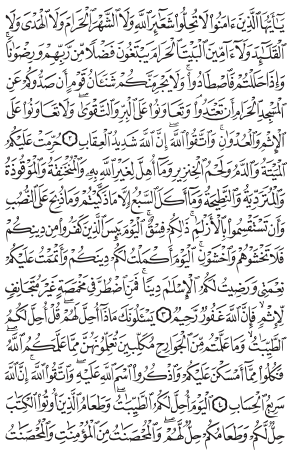 يَٰٓأَيُّهَا ٱلَّذِينَ ءَامَنُوا۟ لَا تُحِلُّوا۟ شَعَٰٓئِرَ ٱللَّهِ وَلَا ٱلشَّهْرَ ٱلْحَرَامَ وَلَا ٱلْهَدْىَ وَلَا
ٱلْقَلَٰٓئِدَ وَلَآ ءَآمِّينَ ٱلْبَيْتَ ٱلْحَرَامَ يَبْتَغُونَ فَضْلًا مِّن رَّبِّهِمْ وَرِضْوَٰنًا ۚ
وَإِذَا حَلَلْتُمْ فَٱصْطَادُوا۟ ۚ وَلَا يَجْرِمَنَّكُمْ شَنَـَٔانُ قَوْمٍ أَن صَدُّوكُمْ عَنِ
ٱلْمَسْجِدِ ٱلْحَرَامِ أَن تَعْتَدُوا۟ ۘ وَتَعَاوَنُوا۟ عَلَى ٱلْبِرِّ وَٱلتَّقْوَىٰ ۖ وَلَا تَعَاوَنُوا۟ عَلَى
ٱلْإِثْمِ وَٱلْعُدْوَٰنِ ۚ وَٱتَّقُوا۟ ٱللَّهَ ۖ إِنَّ ٱللَّهَ شَدِيدُ ٱلْعِقَابِ ٢ حُرِّمَتْ عَلَيْكُمُ
ٱلْمَيْتَةُ وَٱلدَّمُ وَلَحْمُ ٱلْخِنزِيرِ وَمَآ أُهِلَّ لِغَيْرِ ٱللَّهِ بِهِۦ وَٱلْمُنْخَنِقَةُ وَٱلْمَوْقُوذَةُ
وَٱلْمُتَرَدِّيَةُ وَٱلنَّطِيحَةُ وَمَآ أَكَلَ ٱلسَّبُعُ إِلَّا مَا ذَكَّيْتُمْ وَمَا ذُبِحَ عَلَى ٱلنُّصُبِ
وَأَن تَسْتَقْسِمُوا۟ بِٱلْأَزْلَٰمِ ۚ ذَٰلِكُمْ فِسْقٌ ۗ ٱلْيَوْمَ يَئِسَ ٱلَّذِينَ كَفَرُوا۟ مِن دِينِكُمْ
فَلَا تَخْشَوْهُمْ وَٱخْشَوْنِ ۚ ٱلْيَوْمَ أَكْمَلْتُ لَكُمْ دِينَكُمْ وَأَتْمَمْتُ عَلَيْكُمْ
نِعْمَتِى وَرَضِيتُ لَكُمُ ٱلْإِسْلَٰمَ دِينًا ۚ فَمَنِ ٱضْطُرَّ فِى مَخْمَصَةٍ غَيْرَ مُتَجَانِفٍ
لِّإِثْمٍ ۙ فَإِنَّ ٱللَّهَ غَفُورٌ رَّحِيمٌ ٣ يَسْـَٔلُونَكَ مَاذَآ أُحِلَّ لَهُمْ ۖ قُلْ أُحِلَّ لَكُمُ
ٱلطَّيِّبَٰتُ ۙ وَمَا عَلَّمْتُم مِّنَ ٱلْجَوَارِحِ مُكَلِّبِينَ تُعَلِّمُونَهُنَّ مِمَّا عَلَّمَكُمُ ٱللَّهُ ۖ
فَكُلُوا۟ مِمَّآ أَمْسَكْنَ عَلَيْكُمْ وَٱذْكُرُوا۟ ٱسْمَ ٱللَّهِ عَلَيْهِ ۖ وَٱتَّقُوا۟ ٱللَّهَ ۚ إِنَّ ٱللَّهَ
سَرِيعُ ٱلْحِسَابِ ٤ ٱلْيَوْمَ أُحِلَّ لَكُمُ ٱلطَّيِّبَٰتُ ۖ وَطَعَامُ ٱلَّذِينَ أُوتُوا۟ ٱلْكِتَٰبَ
حِلٌّ لَّكُمْ وَطَعَامُكُمْ حِلٌّ لَّهُمْ ۖ وَٱلْمُحْصَنَٰتُ مِنَ ٱلْمُؤْمِنَٰتِ وَٱلْمُحْصَنَٰتُ